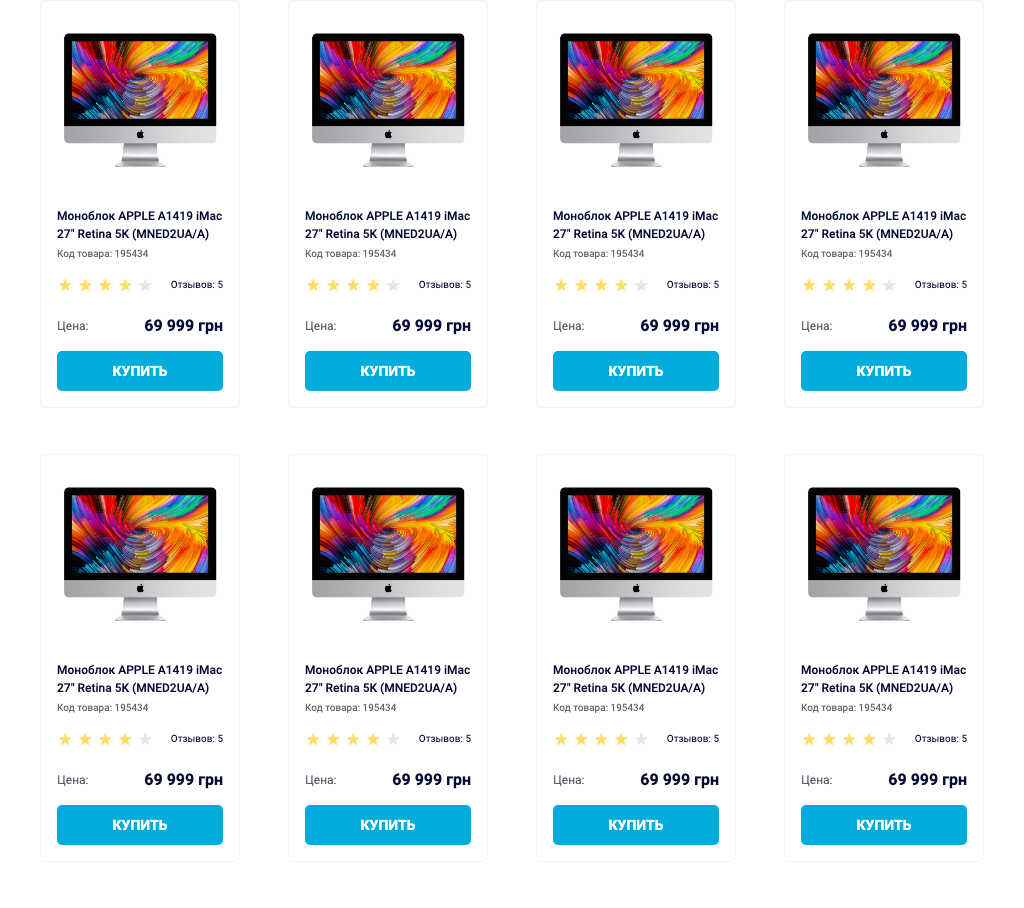 Моноблок APPLE A1419 iMac
27" Retina 5K (MNED2UA/A)
Код товара: 195434
Отзывов: 5
Цена: 69 999 грн
КУПИТЬ
Моноблок APPLE A1419 iMac
27" Retina 5K (MNED2UA/A)
Код товара: 195434
Отзывов: 5
Цена: 69 999 грн
КУПИТЬ
Моноблок APPLE A1419 iMac
27" Retina 5K (MNED2UA/A)
Код товара: 195434
Отзывов: 5
Цена: 69 999 грн
КУПИТЬ
Моноблок APPLE A1419 iMac
27" Retina 5K (MNED2UA/A)
Код товара: 195434
Отзывов: 5
Цена: 69 999 грн
КУПИТЬ
Моноблок APPLE A1419 iMac
27" Retina 5K (MNED2UA/A)
Код товара: 195434
Отзывов: 5
Цена: 69 999 грн
КУПИТЬ
Моноблок APPLE A1419 iMac
27" Retina 5K (MNED2UA/A)
Код товара: 195434
Отзывов: 5
Цена: 69 999 грн
КУПИТЬ
Моноблок APPLE A1419 iMac
27" Retina 5K (MNED2UA/A)
Код товара: 195434
Отзывов: 5
Цена: 69 999 грн
КУПИТЬ
Моноблок APPLE A1419 iMac
27" Retina 5K (MNED2UA/A)
Код товара: 195434
Отзывов: 5
Цена: 69 999 грн
КУПИТЬ